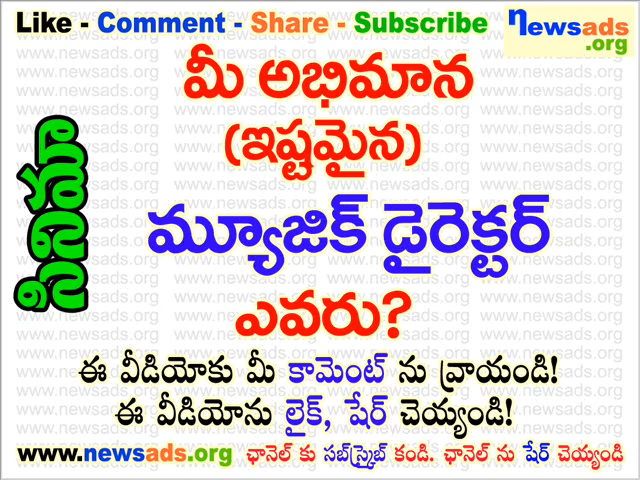 Like - Comment - Share - Subscribe
newsads.org
మీ అభిమాన
(ఇష్టమైన)
సినిమా
మ్యూజిక్ డైరెక్టర్
ఎవరు?
ఈ వీడియోకు మీ కామెంట్ ను వ్రాయండి!
ఈ వీడియోను లైక్, షేర్ చెయ్యండి!
www.newsads.org ఛానెల్ కు సబ్‌స్క్రైబ్ కండి. ఛానెల్ ను షేర్ చెయ్యండి